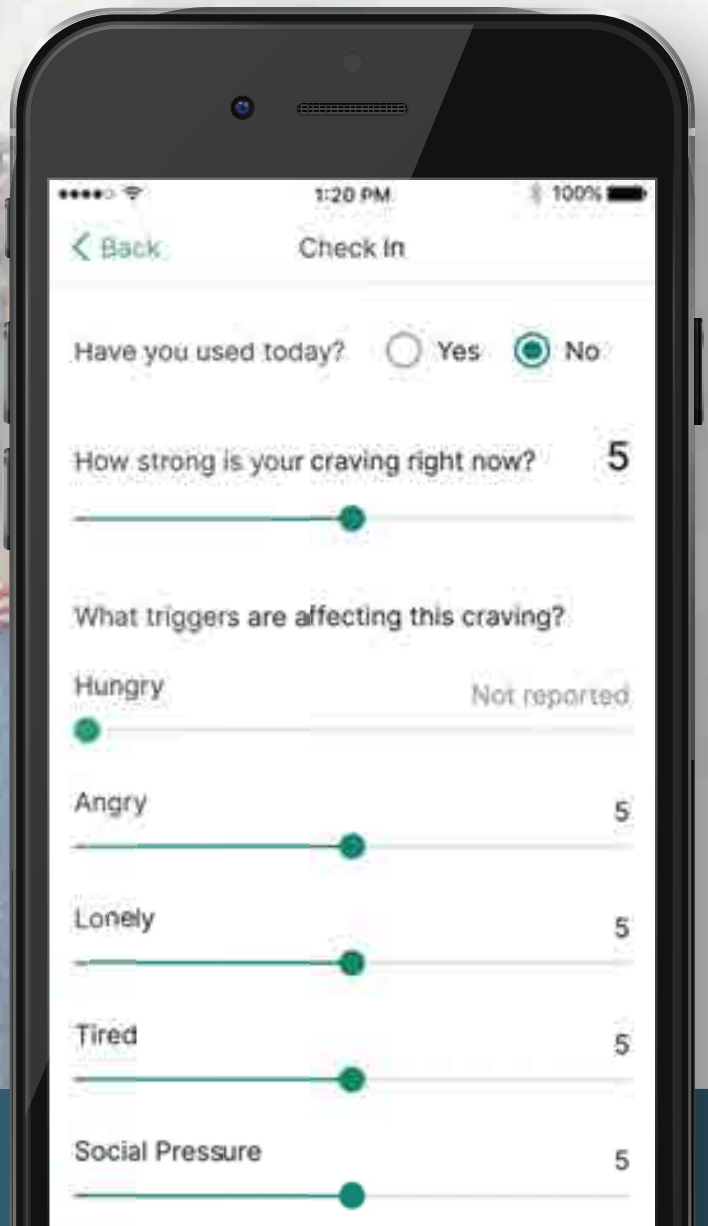 1:20 PM 100%
Back Check In
Have you used today? Yes No
How strong is your craving right now? 5
What triggers are affecting this craving?
Hungry Not reported
Angry 5
Lonely 5
Tired 5
Social Pressure 5